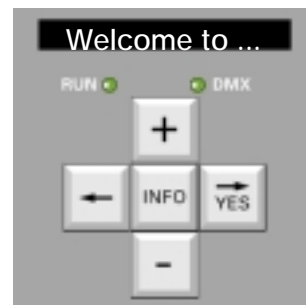 Welcome to ...
RUN DMX
+
INFO YES
-